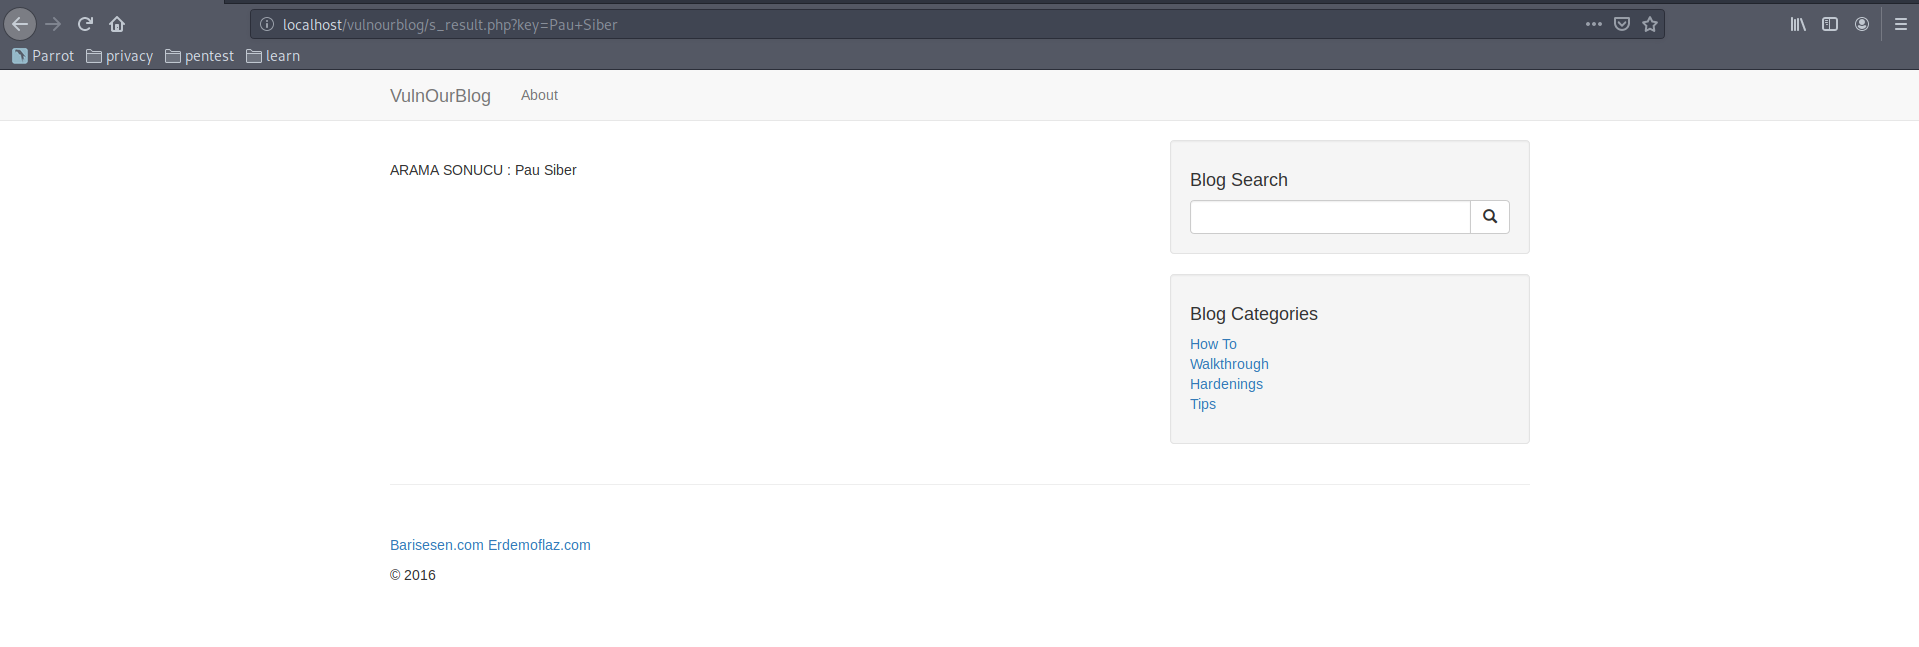 localhost/vulnourblog/s_result.php?key=Pau+Siber
Parrot privacy pentest learn
VulnOurBlog About
ARAMA SONUCU : Pau Siber
Blog Search
Blog Categories
How To
Walkthrough
Hardenings
Tips
Barisesen.com Erdemoflaz.com
© 2016